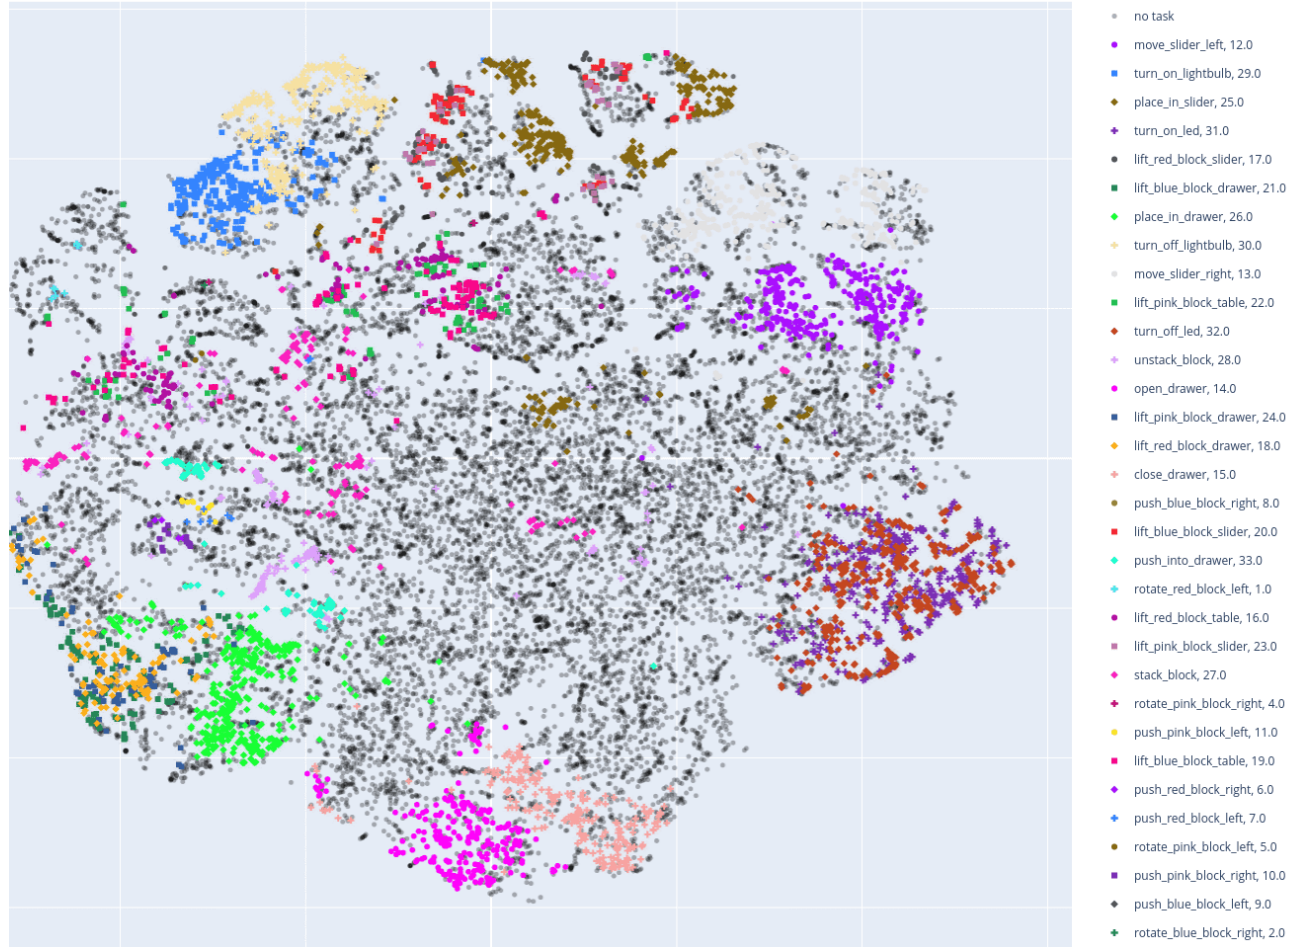 no task
move_slider_left, 12.0
turn_on_lightbulb, 29.0
place_in_slider, 25.0
turn_on_led, 31.0
lift_red_block_slider, 17.0
lift_blue_block_drawer, 21.0
place_in_drawer, 26.0
turn_off_lightbulb, 30.0
move_slider_right, 13.0
lift_pink_block_table, 22.0
turn_off_led, 32.0
unstack_block, 28.0
open_drawer, 14.0
lift_pink_block_drawer, 24.0
lift_red_block_drawer, 18.0
close_drawer, 15.0
push_blue_block_right, 8.0
lift_blue_block_slider, 20.0
push_into_drawer, 33.0
rotate_red_block_left, 1.0
lift_red_block_table, 16.0
lift_pink_block_slider, 23.0
stack_block, 27.0
rotate_pink_block_right, 4.0
push_pink_block_left, 11.0
lift_blue_block_table, 19.0
push_red_block_right, 6.0
push_red_block_left, 7.0
rotate_pink_block_left, 5.0
push_pink_block_right, 10.0
push_blue_block_left, 9.0
rotate_blue_block_right, 2.0